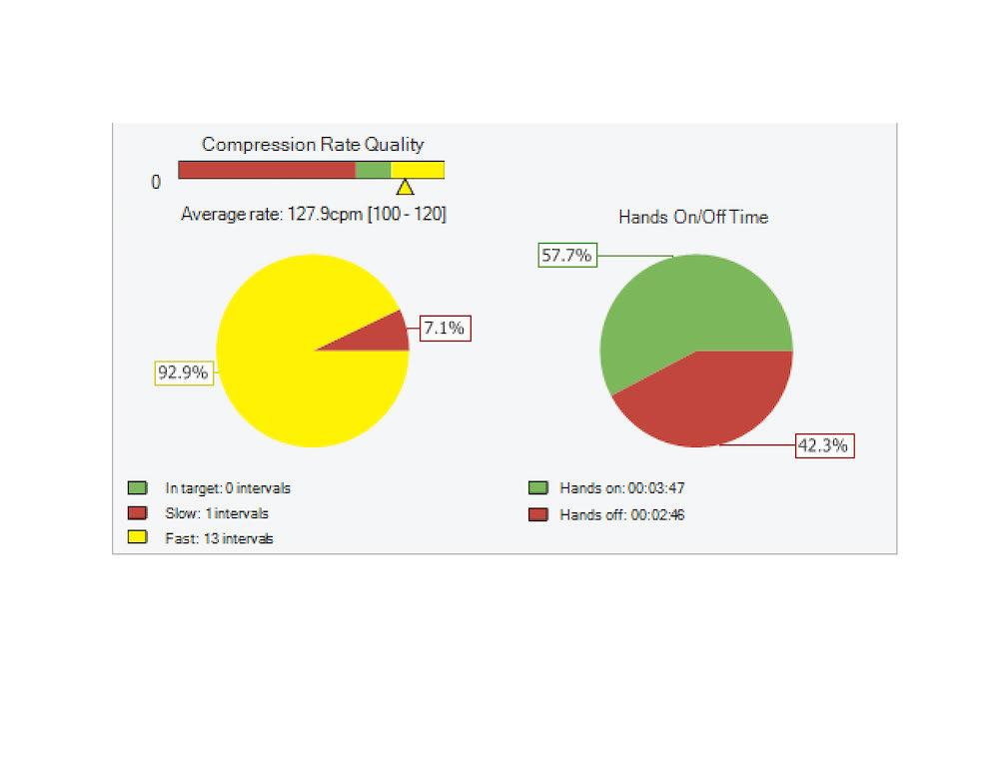 Compression Rate Quality
0
Average rate: 127.9cpm [100 - 120]
7.1%
92.9%
In target: 0 intervals
Slow: 1 intervals
Fast: 13 intervals
Hands On/Off Time
57.7%
42.3%
Hands on: 00:03:47
Hands off: 00:02:46